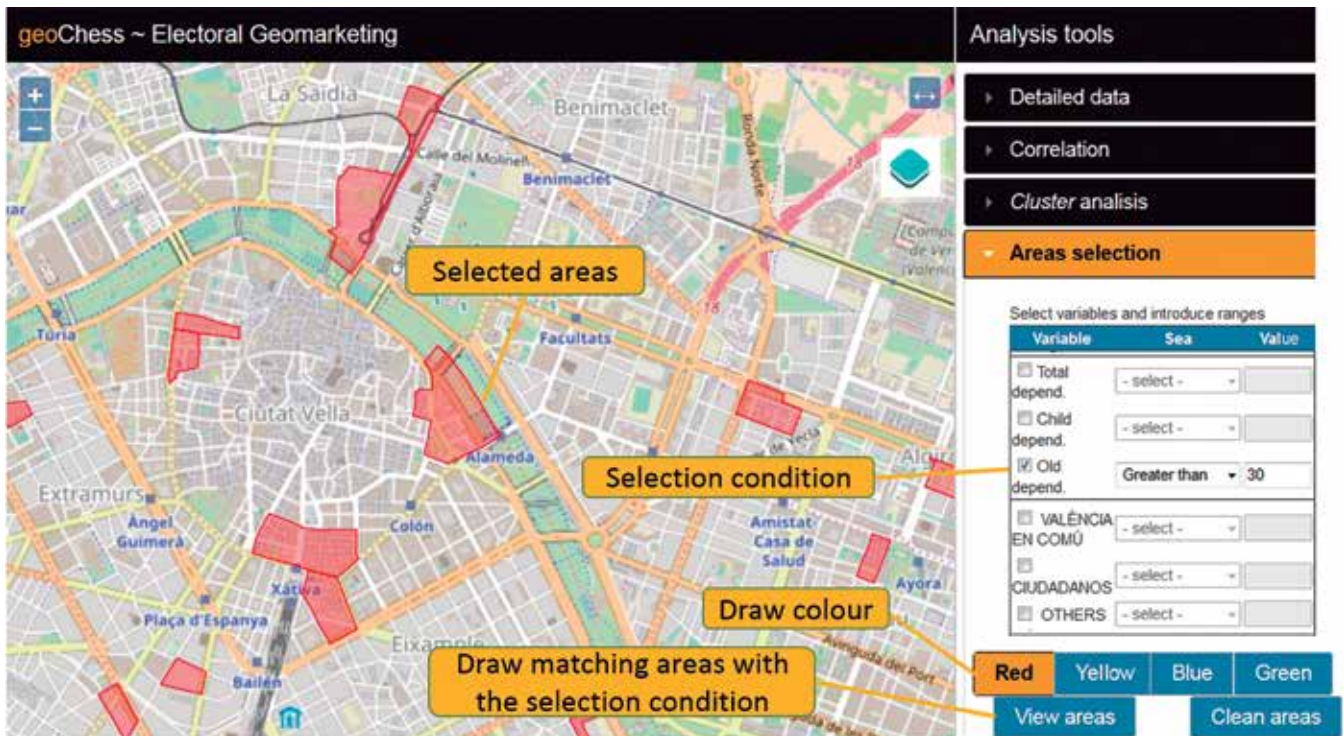 geoChess ~ Electoral Geomarketing
Analysis tools
+
−
La Saïdia
Benimaclet
Calle del Molinell
Benimaclet
Ronda Norte
18
18
Selected areas
Túria
Facultats
Ciutat Vella
Alameda
Selection condition
Extramurs
Àngel
Guimerà
Colón
Amistat-
Casa de
Salud
Ayora
Xàtiva
Plaça d'Espanya
Draw colour
Eixample
Avinguda del Port
Bailén
Draw matching areas with
the selection condition
Detailed data
Correlation
Cluster analisis
Areas selection
Select variables and introduce ranges
Variable Sea Value
Total
depend. - select -
Child
depend. - select -
Old
depend. Greater than 30
VALÈNCIA
EN COMÚ - select -
CIUDADANOS - select -
OTHERS - select -
Red Yellow Blue Green
View areas Clean areas